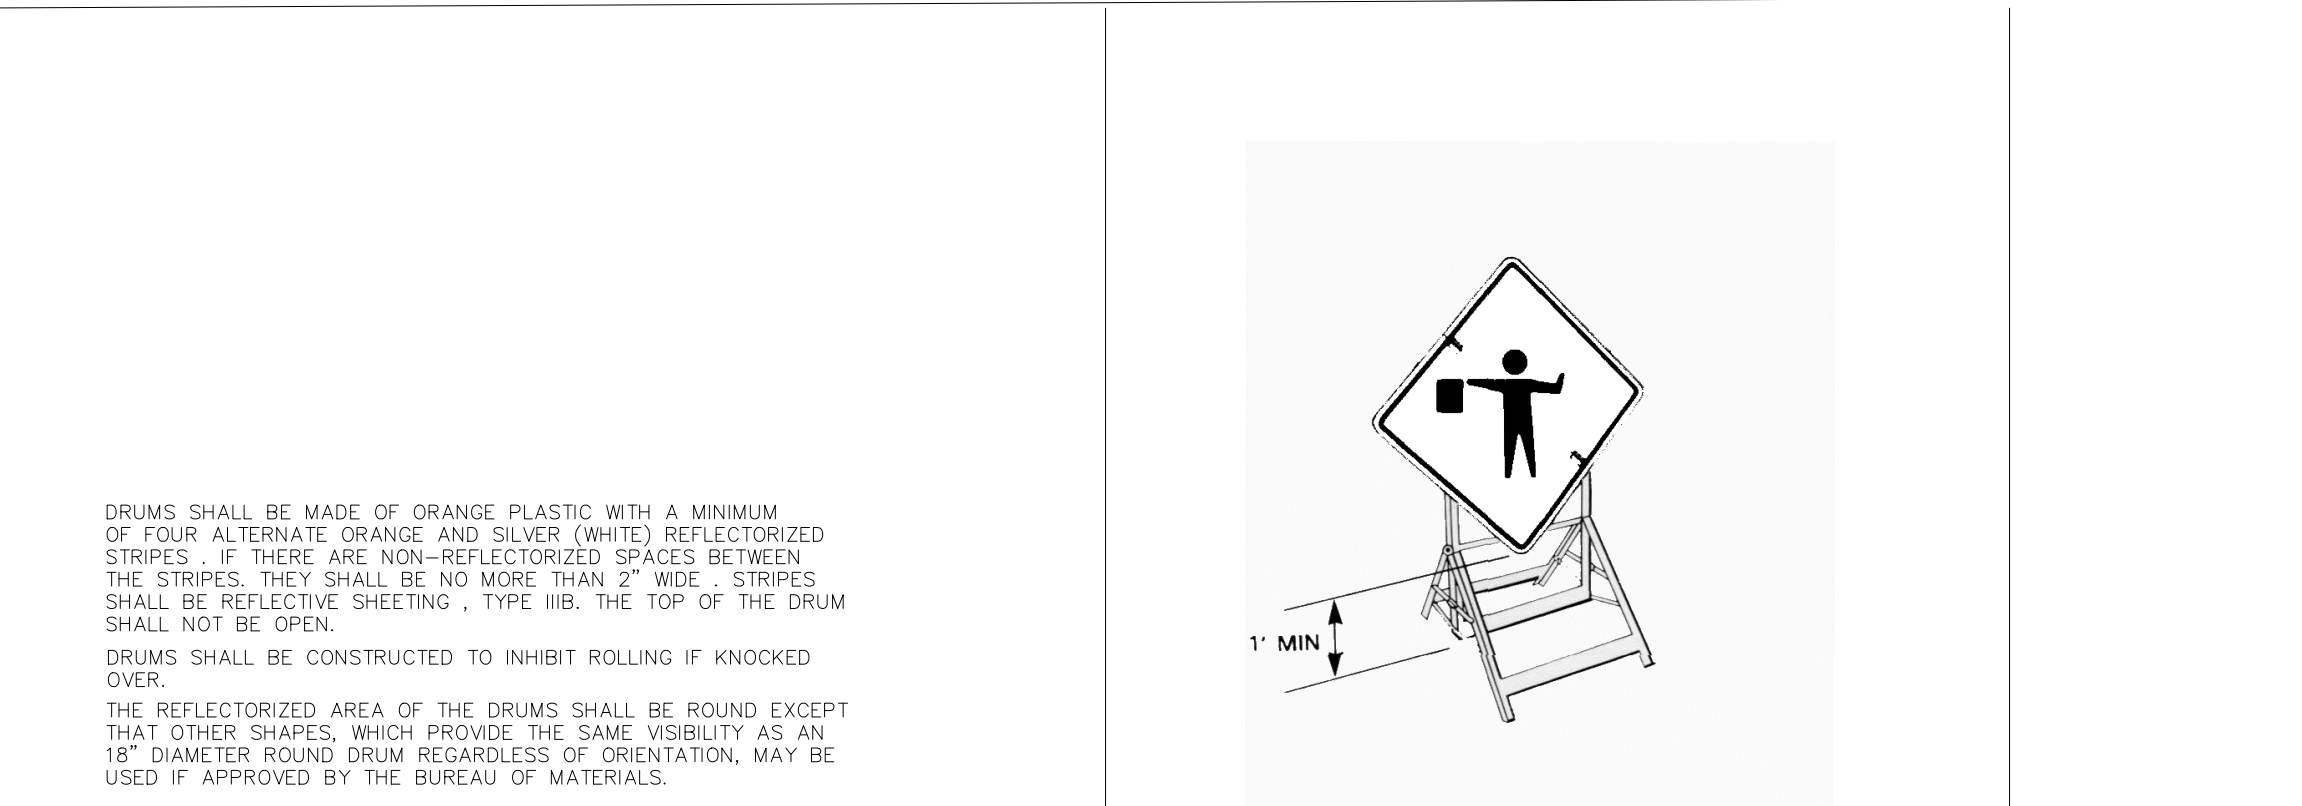 DRUMS SHALL BE MADE OF ORANGE PLASTIC WITH A MINIMUM
OF FOUR ALTERNATE ORANGE AND SILVER (WHITE) REFLECTORIZED
STRIPES . IF THERE ARE NON-REFLECTORIZED SPACES BETWEEN
THE STRIPES. THEY SHALL BE NO MORE THAN 2" WIDE . STRIPES
SHALL BE REFLECTIVE SHEETING , TYPE IIIB. THE TOP OF THE DRUM
SHALL NOT BE OPEN.
DRUMS SHALL BE CONSTRUCTED TO INHIBIT ROLLING IF KNOCKED
OVER.
THE REFLECTORIZED AREA OF THE DRUMS SHALL BE ROUND EXCEPT
THAT OTHER SHAPES, WHICH PROVIDE THE SAME VISIBILITY AS AN
18" DIAMETER ROUND DRUM REGARDLESS OF ORIENTATION, MAY BE
USED IF APPROVED BY THE BUREAU OF MATERIALS.
1' MIN